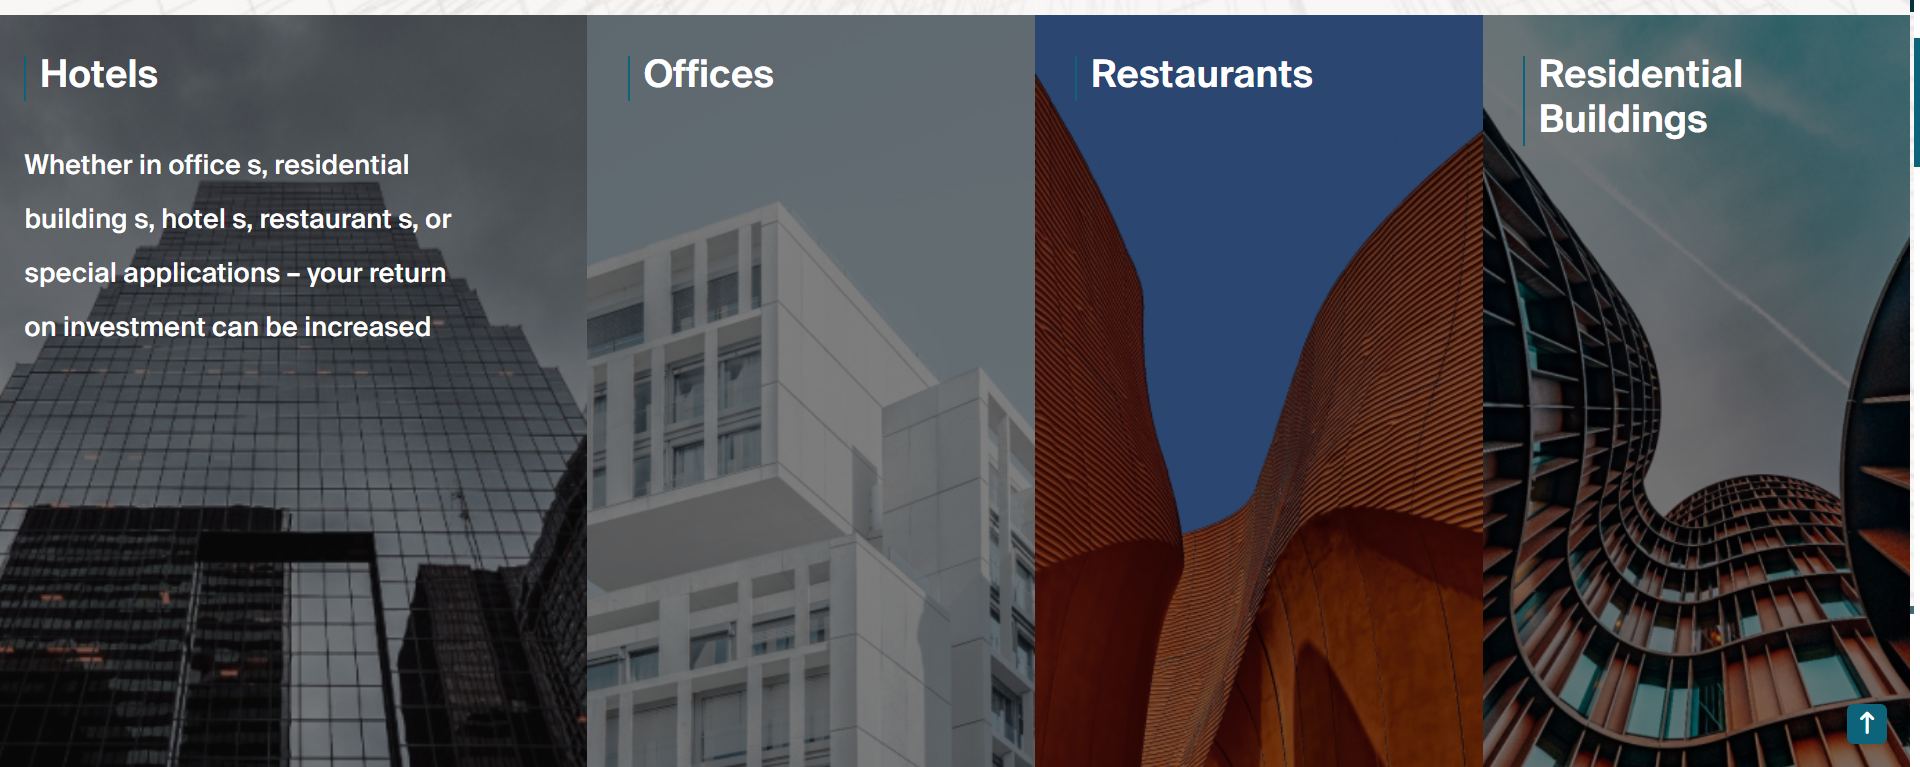 Hotels
Whether in office s, residential
building s, hotel s, restaurant s, or
special applications – your return
on investment can be increased
Offices
Restaurants
Residential
Buildings